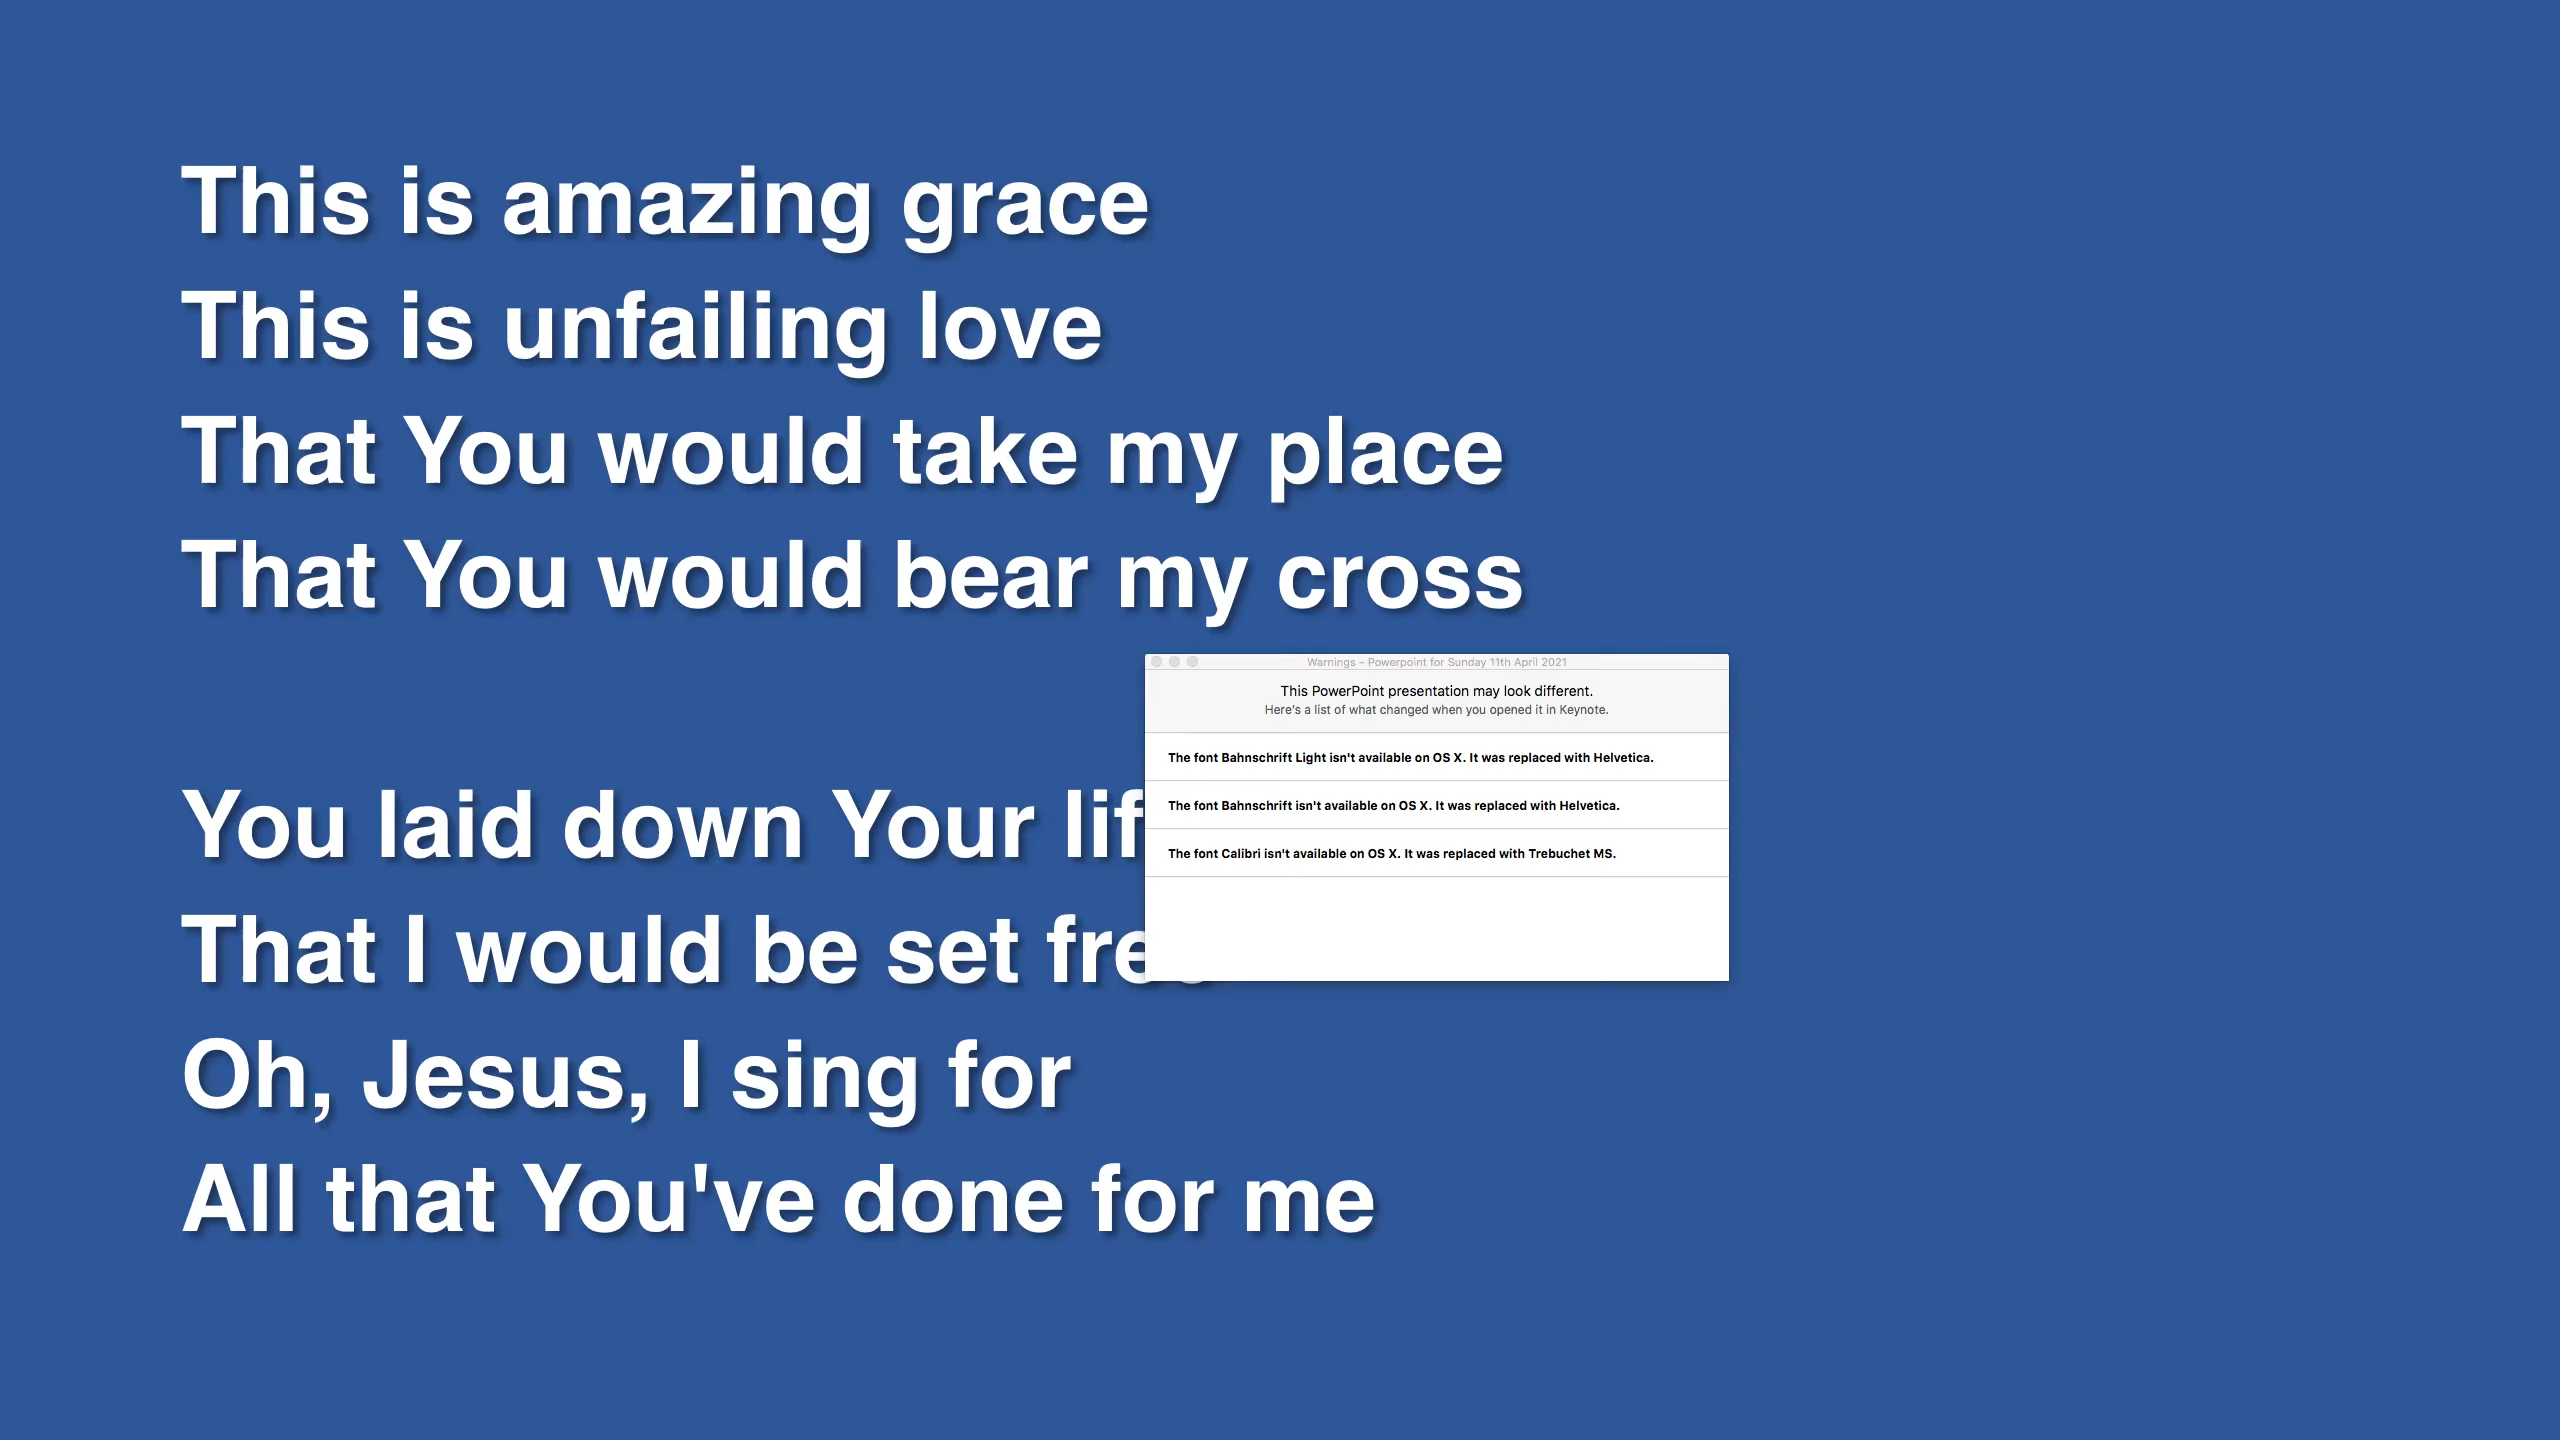 This is amazing grace
This is unfailing love
That You would take my place
That You would bear my cross
You laid down Your
That I would be set
Oh, Jesus, I sing for
All that You've done for me
Warnings – Powerpoint for Sunday 11th April 2021
This PowerPoint presentation may look different.
Here's a list of what changed when you opened it in Keynote.
The font Bahnschrift Light isn't available on OS X. It was replaced with Helvetica.
The font Bahnschrift isn't available on OS X. It was replaced with Helvetica.
The font Calibri isn't available on OS X. It was replaced with Trebuchet MS.